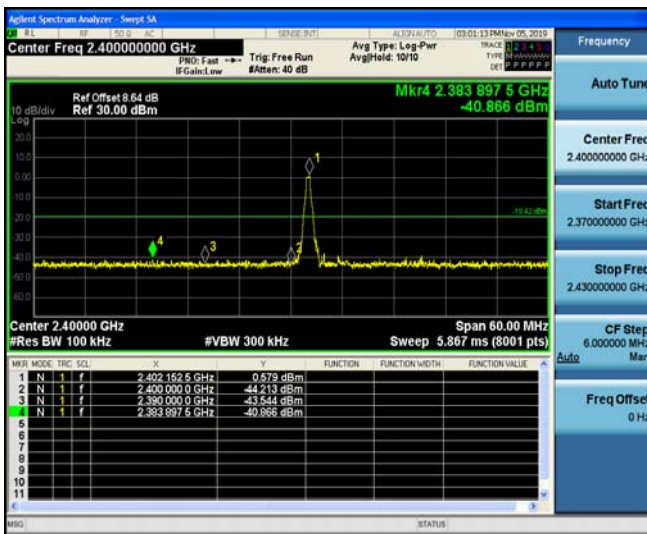 Agilent Spectrum Analyzer - Swept SA
RL RF 50 Ω AC SENSE:INT ALIGN AUTO 03:01:13 PM Nov 05, 2019
Center Freq 2.400000000 GHz
PNO: Fast
IFGain:Low
Trig: Free Run
#Atten: 40 dB
Avg Type: Log-Pwr
Avg|Hold: 10/10
TRACE 1 2 3 4 5 6
TYPE M
DET P P P P P P
Ref Offset 8.64 dB
10 dB/div Ref 30.00 dBm
Log
Mkr4 2.383 897 5 GHz
-40.866 dBm
20.0
10.0
0.00
-10.0
-20.0
-30.0
-40.0
-50.0
-60.0
-19.42 dBm
1
2
3
4
Center 2.40000 GHz Span 60.00 MHz
#Res BW 100 kHz #VBW 300 kHz Sweep 5.867 ms (8001 pts)
MKR MODE TRC SCL X Y FUNCTION FUNCTION WIDTH FUNCTION VALUE
1 N 1 f 2.402 152 5 GHz 0.579 dBm
2 N 1 f 2.400 000 0 GHz -44.213 dBm
3 N 1 f 2.390 000 0 GHz -43.544 dBm
4 N 1 f 2.383 897 5 GHz -40.866 dBm
5
6
7
8
9
10
11
MSG STATUS
Frequency
Auto Tune
Center Freq
2.400000000 GHz
Start Freq
2.370000000 GHz
Stop Freq
2.430000000 GHz
CF Step
6.000000 MHz
Auto Man
Freq Offset
0 Hz